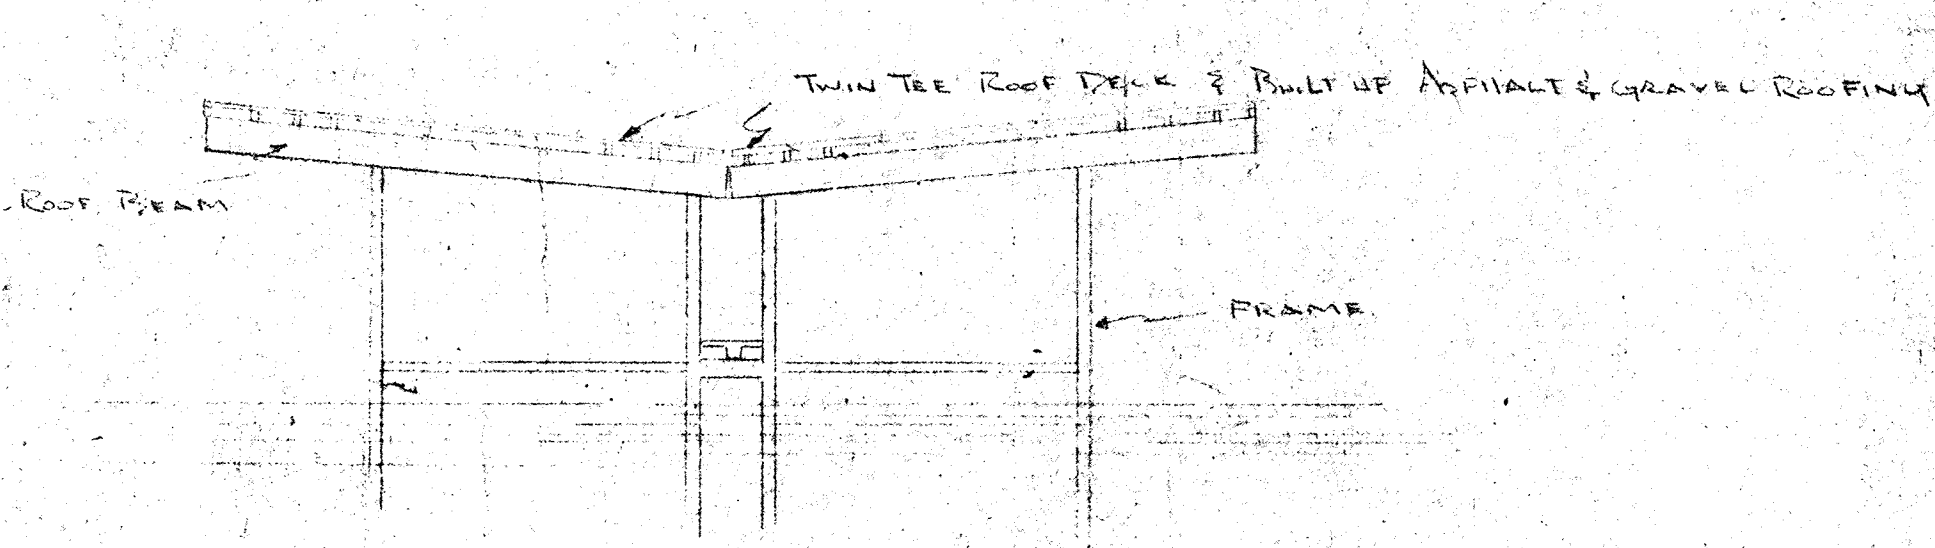 TWIN TEE ROOF DECK & BUILT UP ASPHALT & GRAVEL ROOFING
ROOF BEAM
FRAME